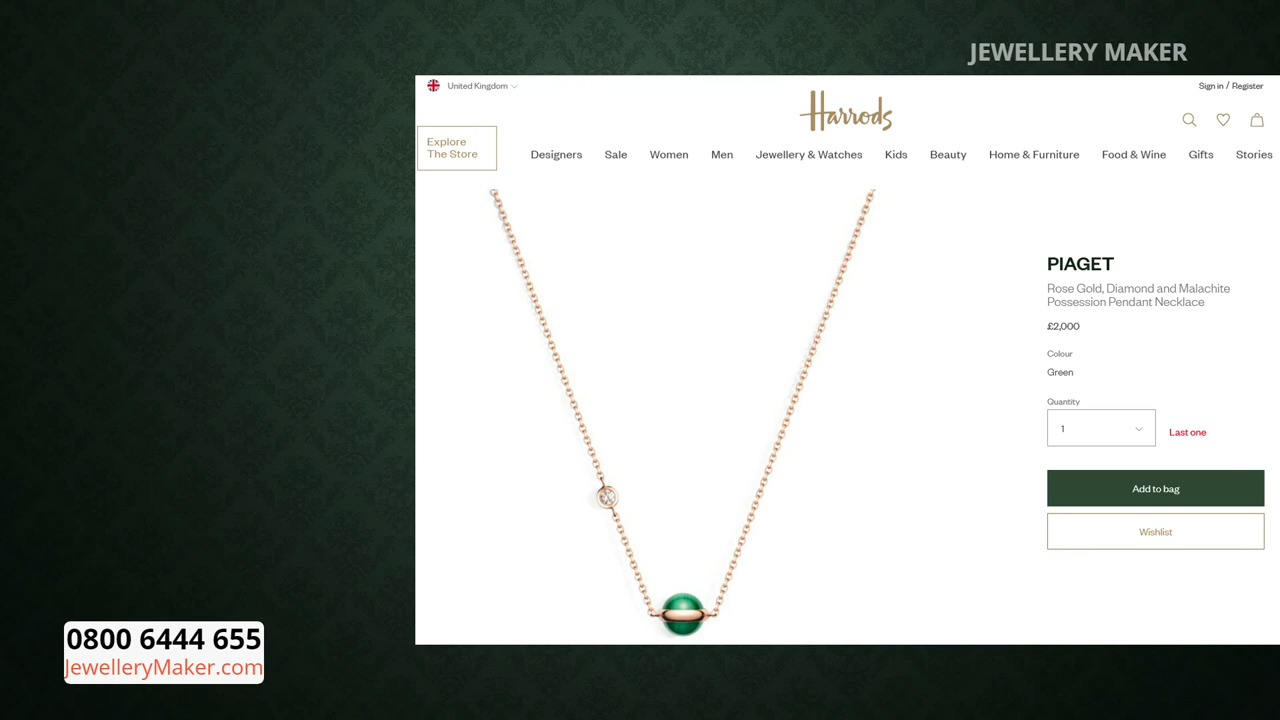 JEWELLERY MAKER
United Kingdom
Sign in / Register
Harrods
Explore
The Store
Designers Sale Women Men Jewellery & Watches Kids Beauty Home & Furniture Food & Wine Gifts Stories
PIAGET
Rose Gold, Diamond and Malachite
Possession Pendant Necklace
£2,000
Colour
Green
Quantity
1
Last one
Add to bag
Wishlist
0800 6444 655
JewelleryMaker.com